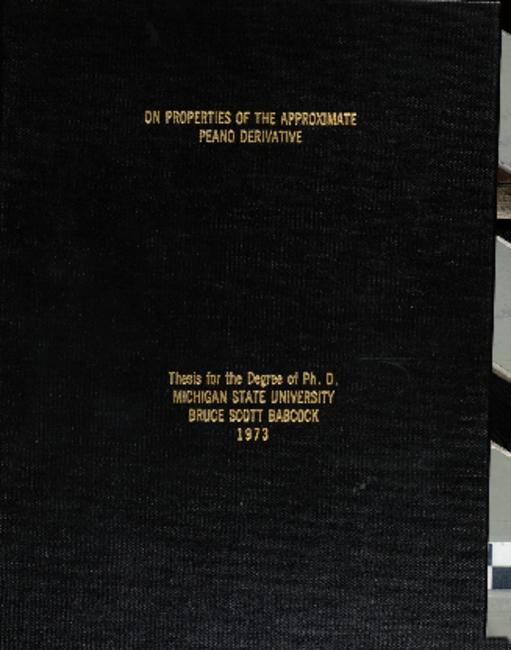 ON PROPERTIES OF THE APPROXIMATE
PEANO DERIVATIVE
Thesis for the Degree of Ph. D.
MICHIGAN STATE UNIVERSITY
BRUCE SCOTT BABCOCK
1973